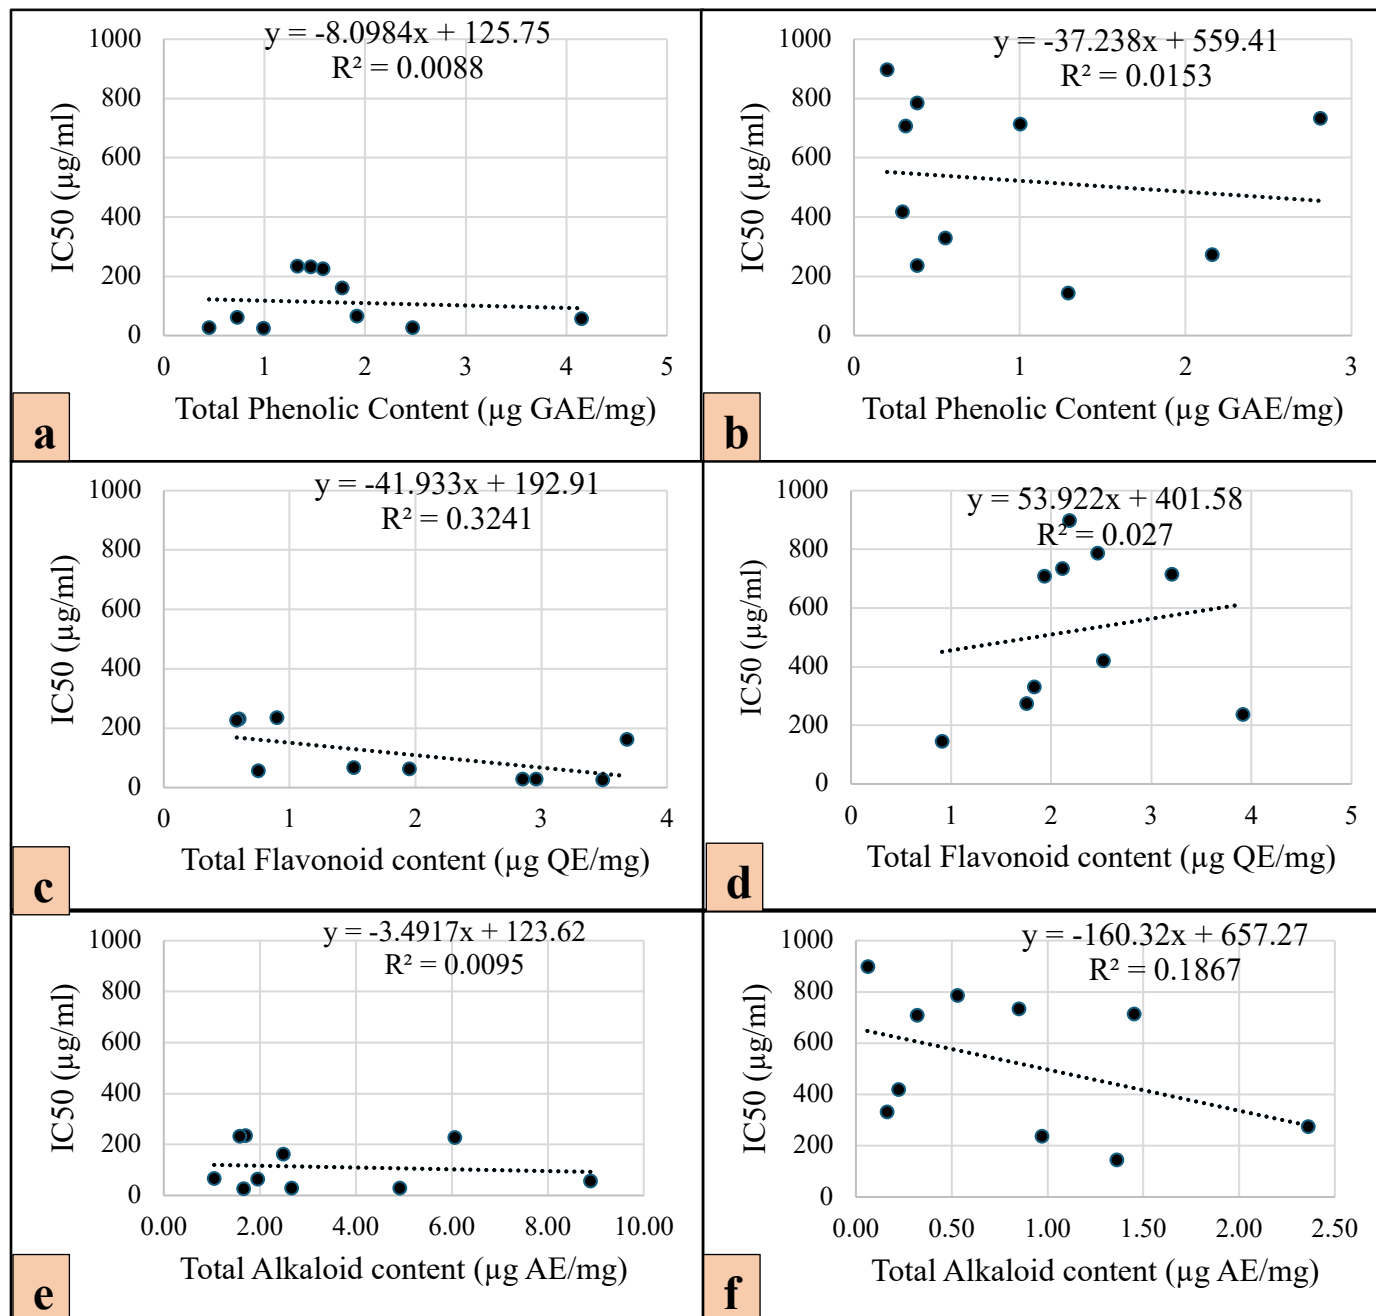 y = -8.0984x + 125.75
R² = 0.0088
1000
800
600
400
200
0
0 1 2 3 4 5
IC50 (µg/ml)
Total Phenolic Content (µg GAE/mg)
a
y = -37.238x + 559.41
R² = 0.0153
1000
800
600
400
200
0
0 1 2 3
IC50 (µg/ml)
Total Phenolic Content (µg GAE/mg)
b
y = -41.933x + 192.91
R² = 0.3241
1000
800
600
400
200
0
0 1 2 3 4
IC50 (µg/ml)
Total Flavonoid content (µg QE/mg)
c
y = 53.922x + 401.58
R² = 0.027
1000
800
600
400
200
0
0 1 2 3 4 5
IC50 (µg/ml)
Total Flavonoid content (µg QE/mg)
d
y = -3.4917x + 123.62
R² = 0.0095
1000
800
600
400
200
0
0.00 2.00 4.00 6.00 8.00 10.00
IC50 (µg/ml)
Total Alkaloid content (µg AE/mg)
e
y = -160.32x + 657.27
R² = 0.1867
1000
800
600
400
200
0
0.00 0.50 1.00 1.50 2.00 2.50
IC50 (µg/ml)
Total Alkaloid content (µg AE/mg)
f